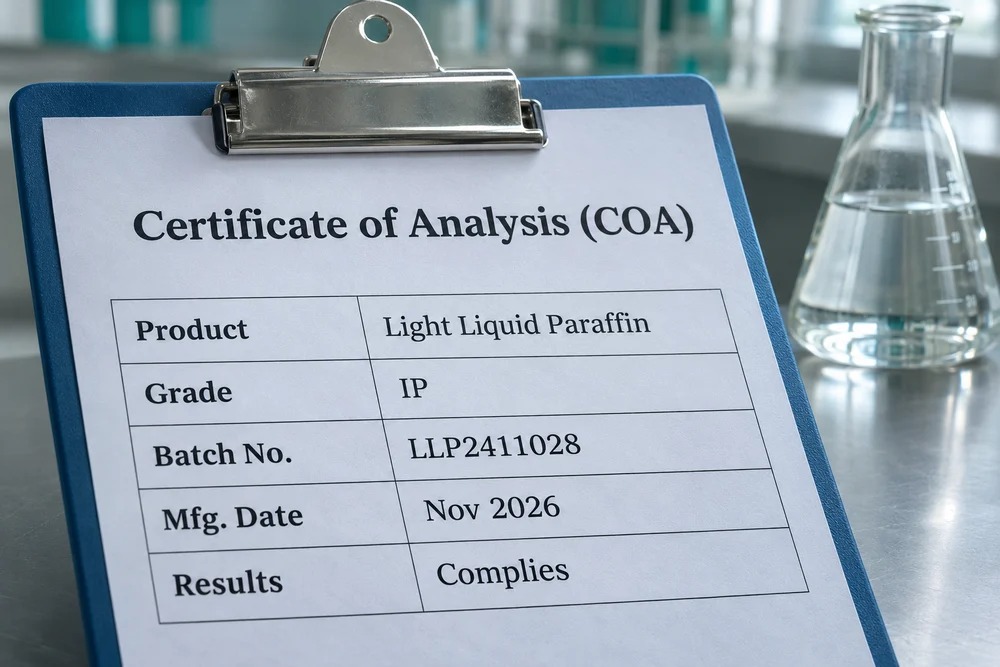 Certificate of Analysis (COA)
Product Light Liquid Paraffin
Grade IP
Batch No. LLP2411028
Mfg. Date Nov 2026
Results Complies